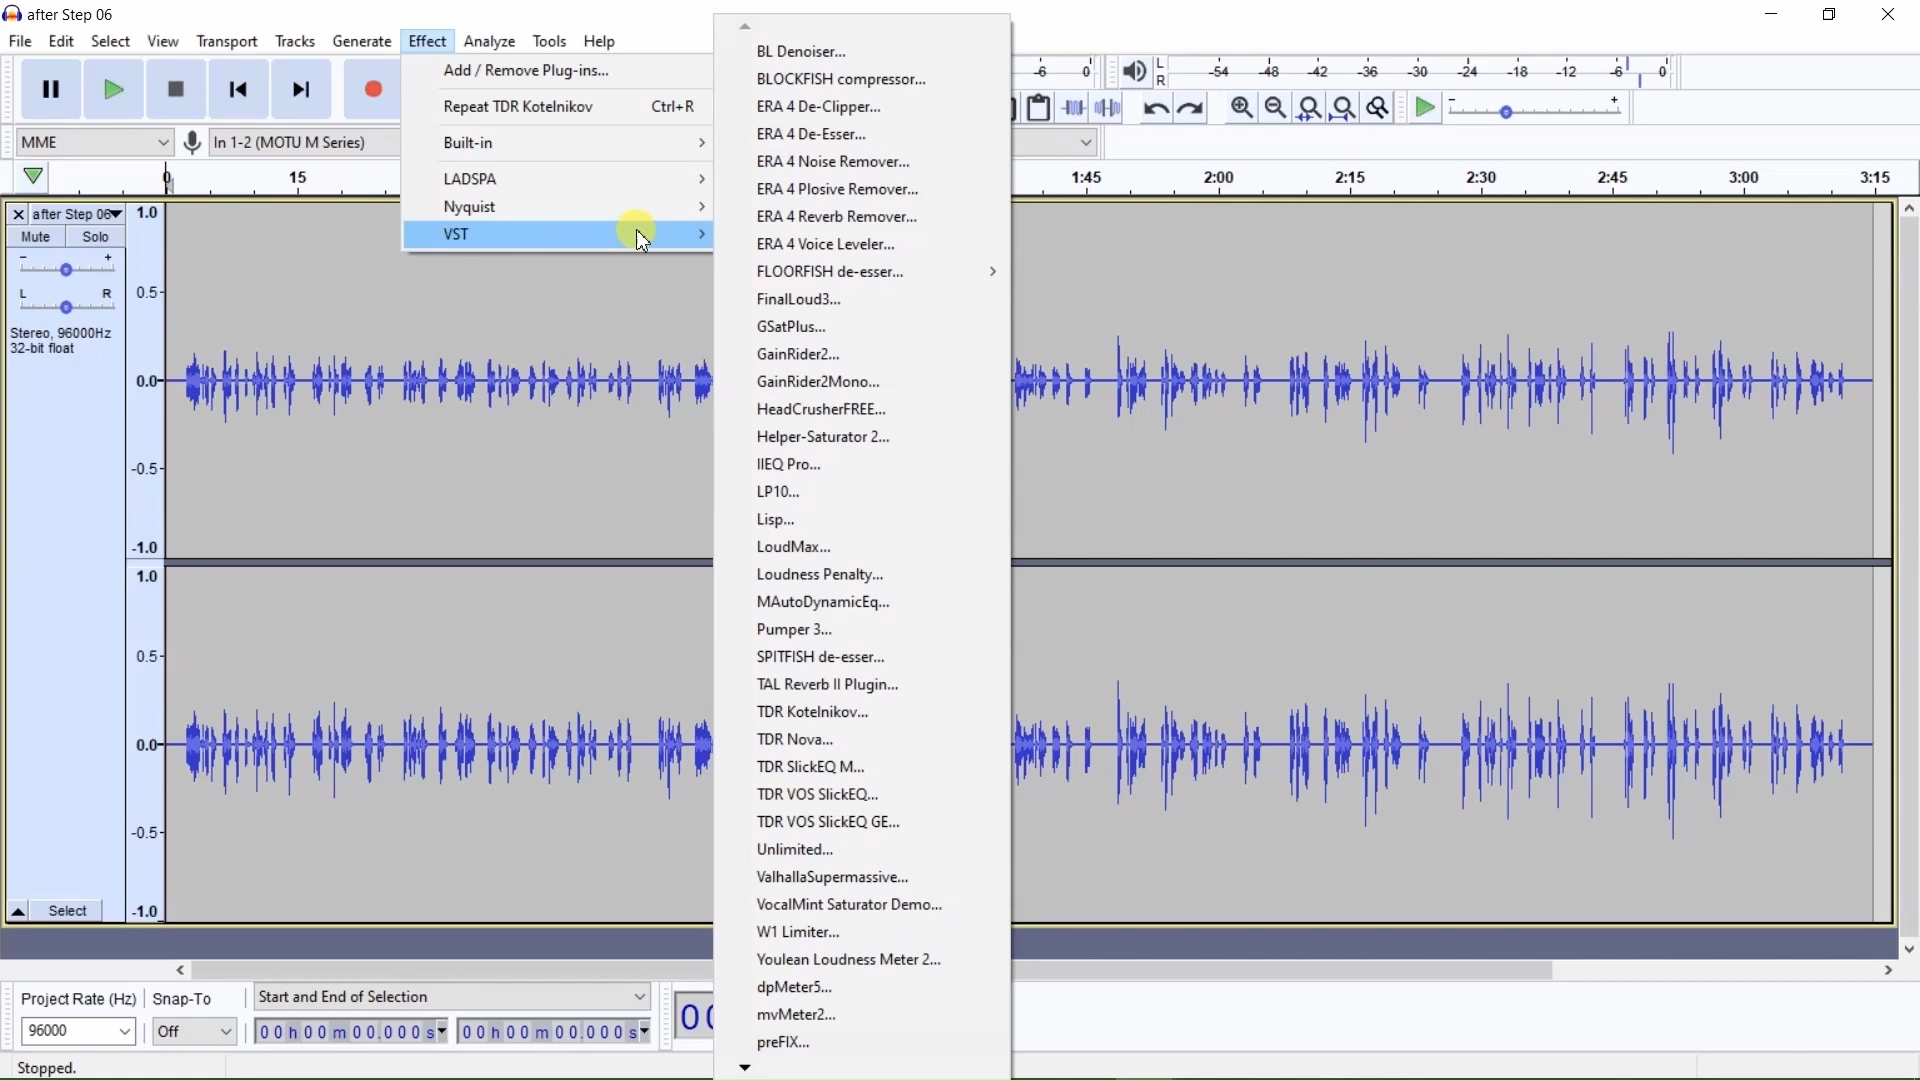 after Step 06
File Edit Select View Transport Tracks Generate Effect Analyze Tools Help
Add / Remove Plug-ins...
Repeat TDR Kotelnikov Ctrl+R
Built-in
LADSPA
Nyquist
VST
BL Denoiser...
BLOCKFISH compressor...
ERA 4 De-Clipper...
ERA 4 De-Esser...
ERA 4 Noise Remover...
ERA 4 Plosive Remover...
ERA 4 Reverb Remover...
ERA 4 Voice Leveler...
FLOORFISH de-esser...
FinalLoud3...
GSatPlus...
GainRider2...
GainRider2Mono...
HeadCrusherFREE...
Helper-Saturator 2...
IIEQ Pro...
LP10...
Lisp...
LoudMax...
Loudness Penalty...
MAutoDynamicEq...
Pumper 3...
SPITFISH de-esser...
TAL Reverb II Plugin...
TDR Kotelnikov...
TDR Nova...
TDR SlickEQ M...
TDR VOS SlickEQ...
TDR VOS SlickEQ GE...
Unlimited...
ValhallaSupermassive...
VocalMint Saturator Demo...
W1 Limiter...
Youlean Loudness Meter 2...
dpMeter5...
mvMeter2...
preFIX...
-6 0
L
R
-54 -48 -42 -36 -30 -24 -18 -12 -6 0
- +
MME
In 1-2 (MOTU M Series)
0 15 1:45 2:00 2:15 2:30 2:45 3:00 3:15
after Step 06
Mute Solo
- +
L R
Stereo, 96000Hz
32-bit float
Select
1.0
0.5-
0.0-
-0.5-
-1.0
1.0
0.5-
0.0-
-0.5-
-1.0
Project Rate (Hz) Snap-To
96000 Off
Start and End of Selection
00h00m00.000s 00h00m00.000s
Stopped.